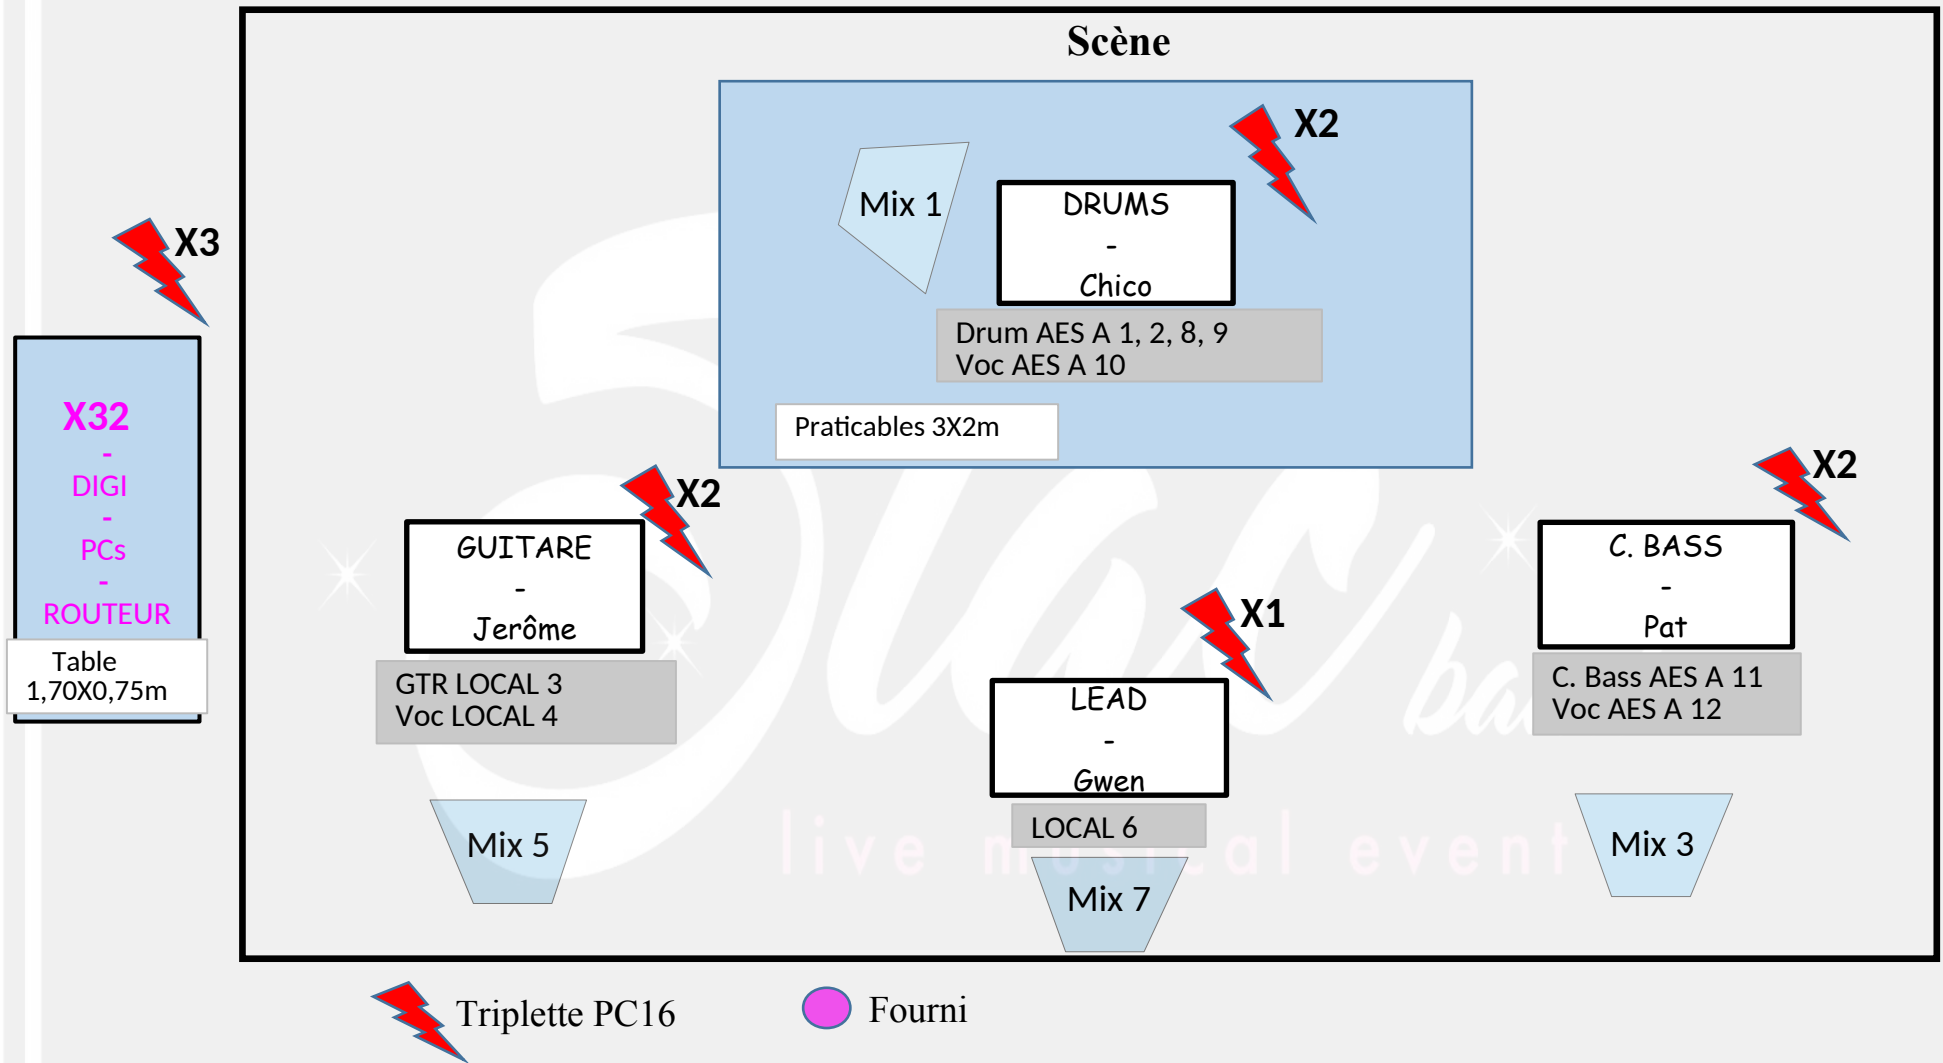 Scène
X2
Mix 1
DRUMS
-
Chico
Drum AES A 1, 2, 8, 9
Voc AES A 10
Praticables 3X2m
X3
X32
-
DIGI
-
PCs
-
ROUTEUR
Table
1,70X0,75m
X2
GUITARE
-
Jerôme
GTR LOCAL 3
Voc LOCAL 4
Mix 5
X1
LEAD
-
Gwen
LOCAL 6
Mix 7
X2
C. BASS
-
Pat
C. Bass AES A 11
Voc AES A 12
Mix 3
live musical event
Triplette PC16
Fourni